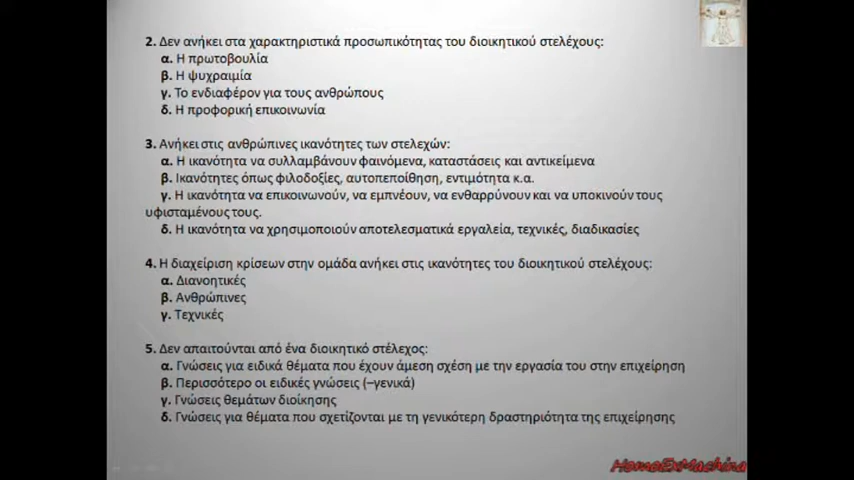 2. Δεν ανήκει στα χαρακτηριστικά προσωπικότητας του διοικητικού στελέχους:
α. Η πρωτοβουλία
β. Η ψυχραιμία
γ. Το ενδιαφέρον για τους ανθρώπους
δ. Η προφορική επικοινωνία
3. Ανήκει στις ανθρώπινες ικανότητες των στελεχών:
α. Η ικανότητα να συλλαμβάνουν φαινόμενα, καταστάσεις και αντικείμενα
β. Ικανότητες όπως φιλοδοξίες, αυτοπεποίθηση, εντιμότητα κ.α.
γ. Η ικανότητα να επικοινωνούν, να εμπνέουν, να ενθαρρύνουν και να υποκινούν τους
υφισταμένους τους.
δ. Η ικανότητα να χρησιμοποιούν αποτελεσματικά εργαλεία, τεχνικές, διαδικασίες
4. Η διαχείριση κρίσεων στην ομάδα ανήκει στις ικανότητες του διοικητικού στελέχους:
α. Διανοητικές
β. Ανθρώπινες
γ. Τεχνικές
5. Δεν απαιτούνται από ένα διοικητικό στέλεχος:
α. Γνώσεις για ειδικά θέματα που έχουν άμεση σχέση με την εργασία του στην επιχείρηση
β. Περισσότερο οι ειδικές γνώσεις (–γενικά)
γ. Γνώσεις θεμάτων διοίκησης
δ. Γνώσεις για θέματα που σχετίζονται με τη γενικότερη δραστηριότητα της επιχείρησης
HomoExMachina